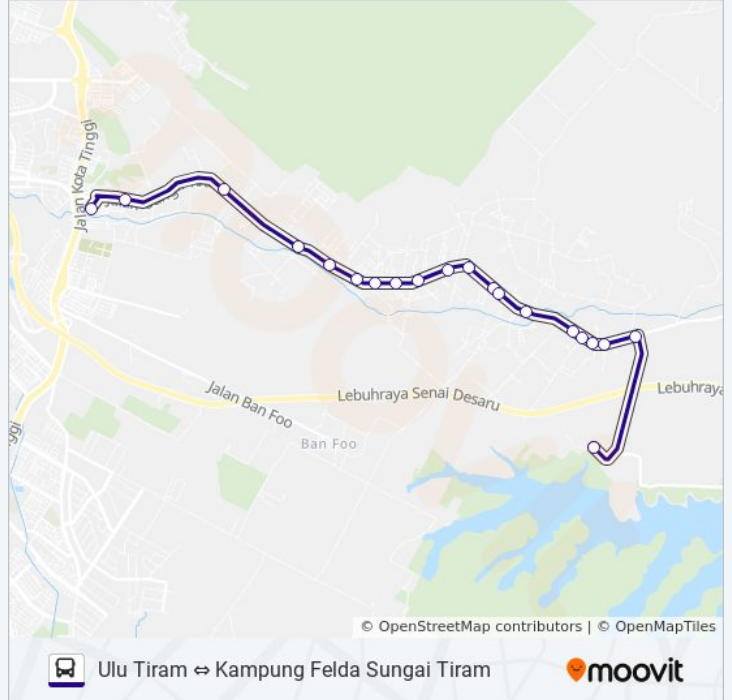 Jalan Kota Tinggi
Jalan Ban Foo
Lebuhraya Senai Desaru
Lebuhraya
Ban Foo
ggi
© OpenStreetMap contributors | © OpenMapTiles
Ulu Tiram ⇔ Kampung Felda Sungai Tiram
moovit